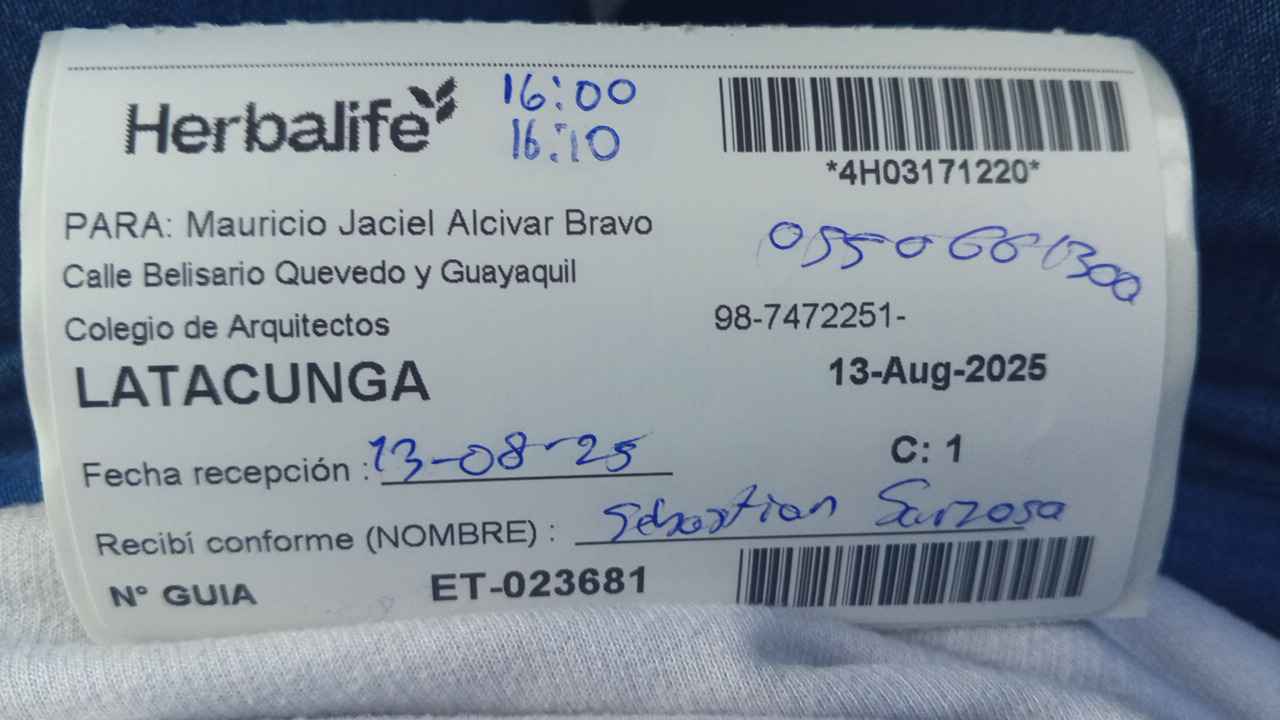 Herbalife
16:00
16:10
*4H03171220*
PARA: Mauricio Jaciel Alcivar Bravo
Calle Belisario Quevedo y Guayaquil
Colegio de Arquitectos
98-7472251-
LATACUNGA
13-Aug-2025
Fecha recepción : 13-08-25
C: 1
Recibí conforme (NOMBRE) : Sebastian Sarzosa
N° GUIA ET-023681